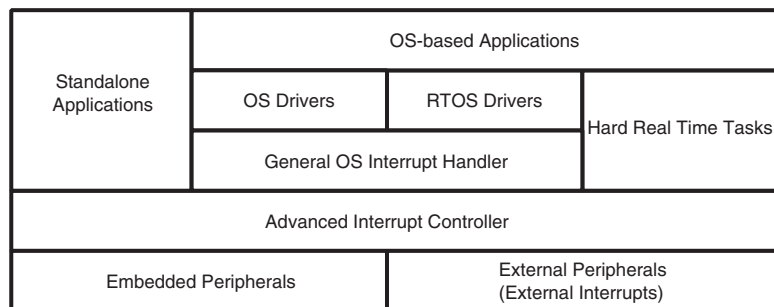 OS-based Applications
Standalone
Applications
OS Drivers
RTOS Drivers
Hard Real Time Tasks
General OS Interrupt Handler
Advanced Interrupt Controller
Embedded Peripherals
External Peripherals
(External Interrupts)